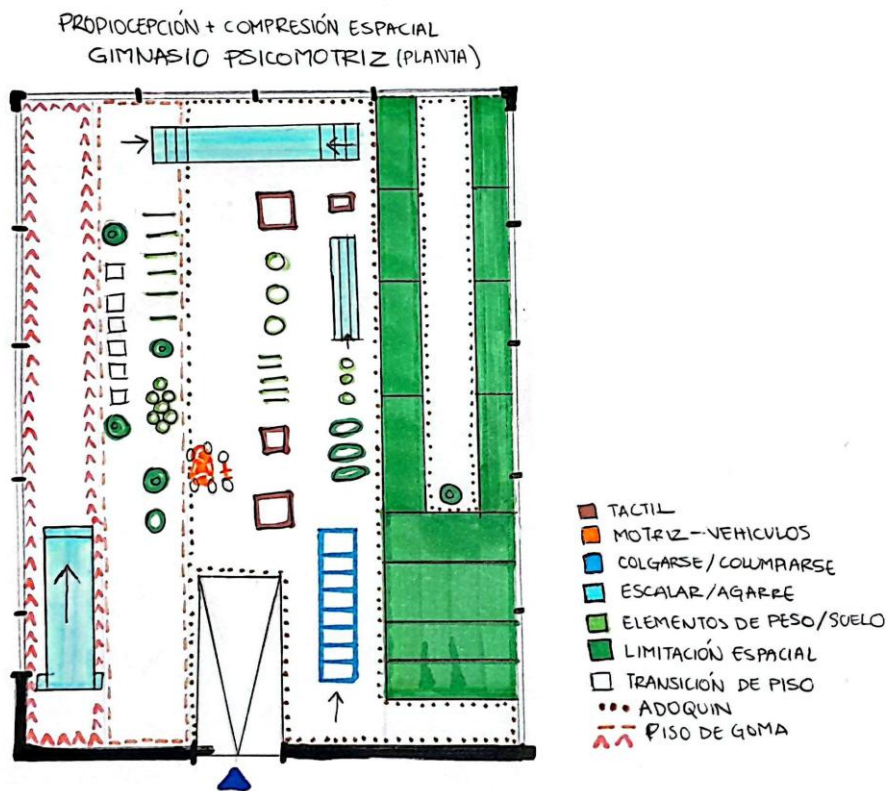 PROPIOCEPCIÓN + COMPRESIÓN ESPACIAL
GIMNASIO PSICOMOTRIZ (PLANTA)
TACTIL
MOTRIZ--VEHICULOS
COLGARSE/COLUMPIARSE
ESCALAR/AGARRE
ELEMENTOS DE PESO/SUELO
LIMITACIÓN ESPACIAL
TRANSICIÓN DE PISO
ADOQUIN
PISO DE GOMA